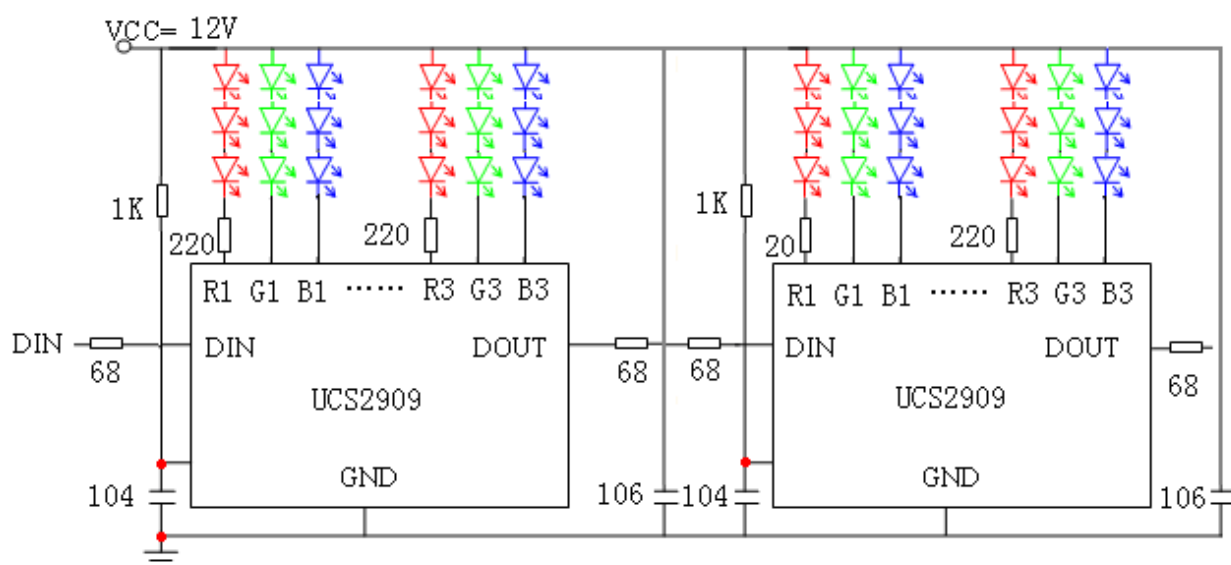 VCC= 12V
1K
220
220
1K
20
220
R1 G1 B1 ······ R3 G3 B3
R1 G1 B1 ······ R3 G3 B3
DIN
68
DIN
DOUT
68
68
DIN
DOUT
68
UCS2909
UCS2909
104
GND
106
104
GND
106